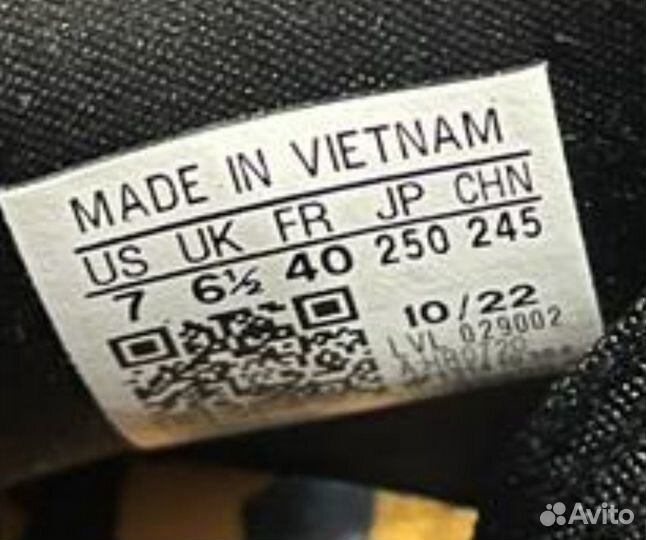 MADE IN VIETNAM
US UK FR JP CHN
7 6½ 40 250 245
10/22
LVL 029002
Avito